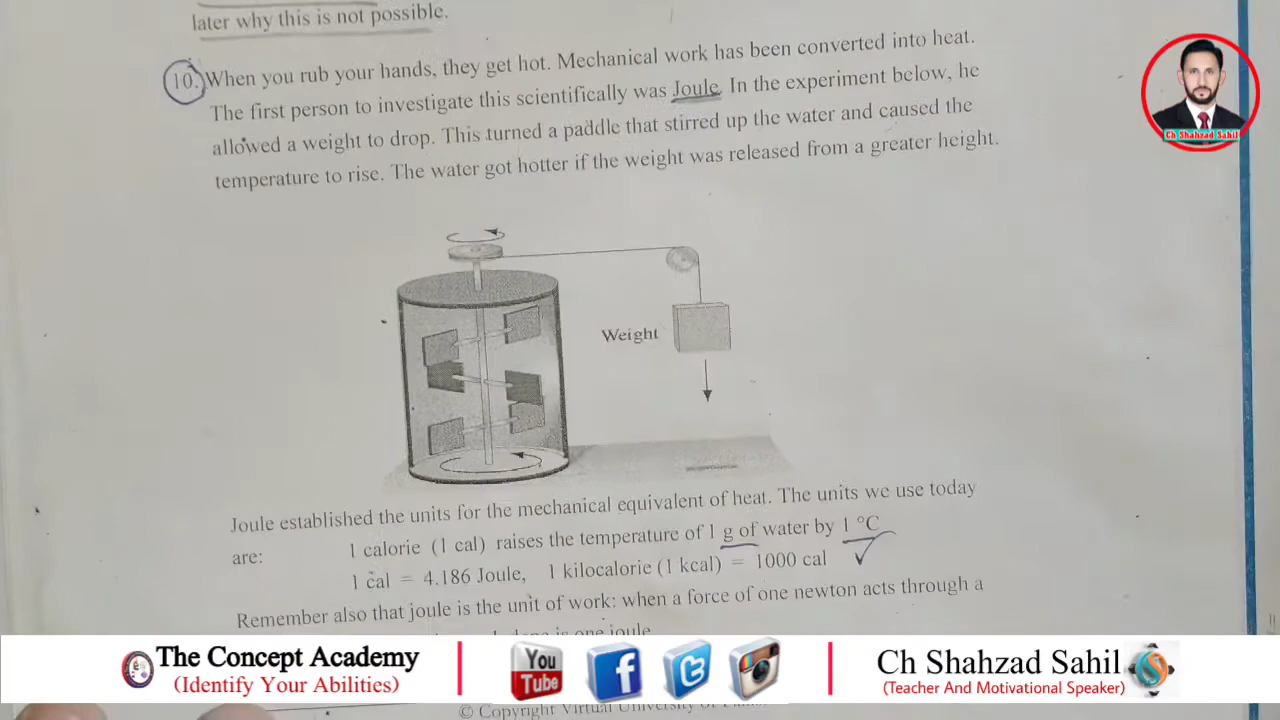 later why this is not possible.
10. When you rub your hands, they get hot. Mechanical work has been converted into heat.
The first person to investigate this scientifically was Joule. In the experiment below, he
allowed a weight to drop. This turned a paddle that stirred up the water and caused the
temperature to rise. The water got hotter if the weight was released from a greater height.
Ch Shahzad Sahil
Weight
Joule established the units for the mechanical equivalent of heat. The units we use today
are: 1 calorie (1 cal) raises the temperature of 1 g of water by 1 °C
1 cal = 4.186 Joule, 1 kilocalorie (1 kcal) = 1000 cal
Remember also that joule is the unit of work: when a force of one newton acts through a
is one joule
The Concept Academy
(Identify Your Abilities)
You
Tube
Ch Shahzad Sahil
(Teacher And Motivational Speaker)
© Copyright Virtual University of